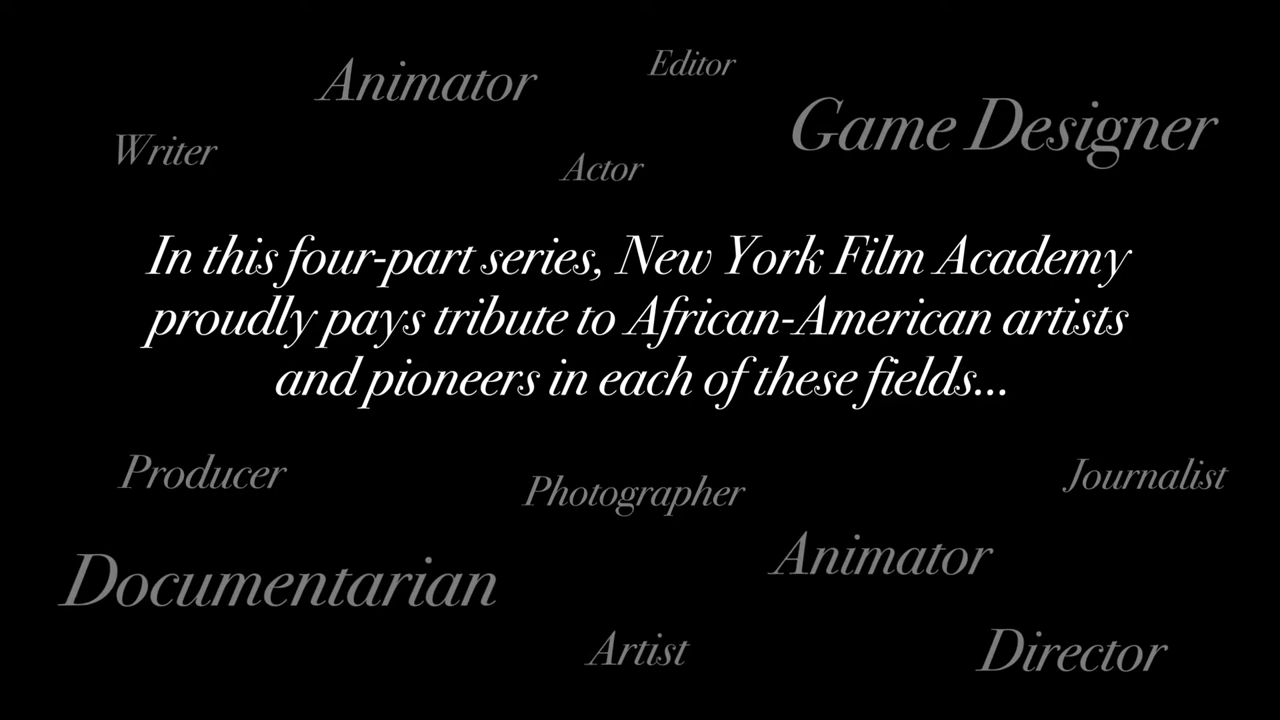 Editor
Animator
Game Designer
Writer
Actor
In this four-part series, New York Film Academy
proudly pays tribute to African-American artists
and pioneers in each of these fields...
Producer
Journalist
Photographer
Animator
Documentarian
Artist
Director